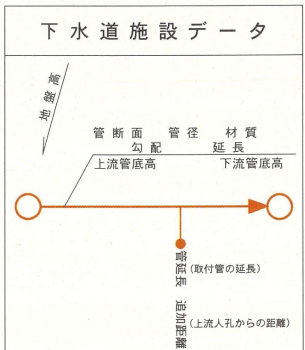 下水道施設データ
地盤高
管断面 管径 材質
勾配 延長
上流管底高 下流管底高
管延長 (取付管の延長)
追加距離 (上流人孔からの距離)